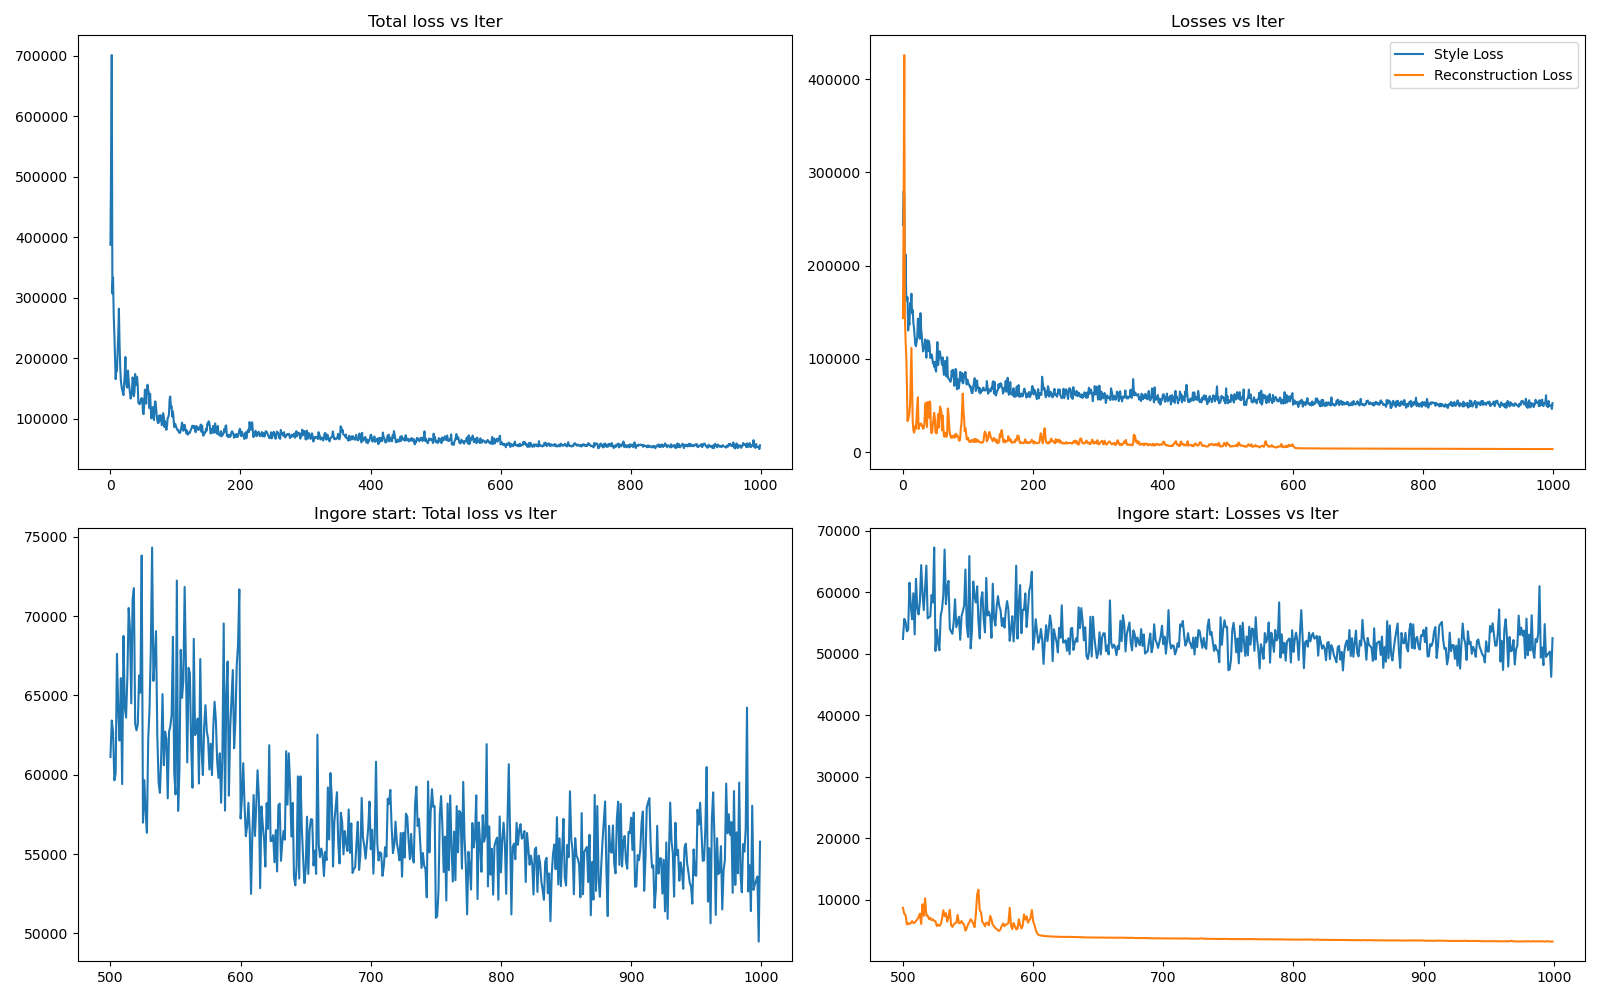 Total loss vs Iter
700000
600000
500000
400000
300000
200000
100000
0 200 400 600 800 1000
Losses vs Iter
Style Loss
Reconstruction Loss
400000
300000
200000
100000
0
0 200 400 600 800 1000
Ingore start: Total loss vs Iter
75000
70000
65000
60000
55000
50000
500 600 700 800 900 1000
Ingore start: Losses vs Iter
70000
60000
50000
40000
30000
20000
10000
500 600 700 800 900 1000